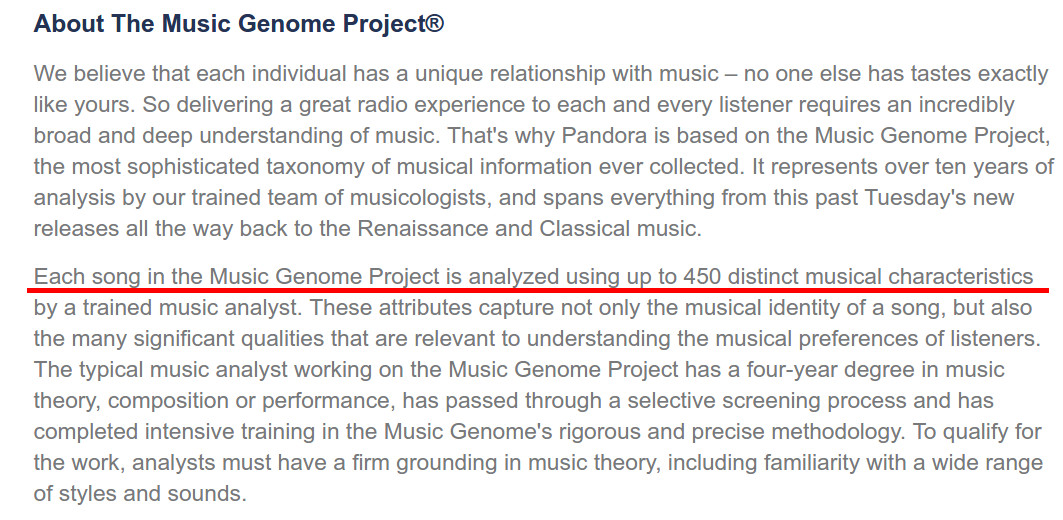 About The Music Genome Project®
We believe that each individual has a unique relationship with music – no one else has tastes exactly
like yours. So delivering a great radio experience to each and every listener requires an incredibly
broad and deep understanding of music. That's why Pandora is based on the Music Genome Project,
the most sophisticated taxonomy of musical information ever collected. It represents over ten years of
analysis by our trained team of musicologists, and spans everything from this past Tuesday's new
releases all the way back to the Renaissance and Classical music.
Each song in the Music Genome Project is analyzed using up to 450 distinct musical characteristics
by a trained music analyst. These attributes capture not only the musical identity of a song, but also
the many significant qualities that are relevant to understanding the musical preferences of listeners.
The typical music analyst working on the Music Genome Project has a four-year degree in music
theory, composition or performance, has passed through a selective screening process and has
completed intensive training in the Music Genome's rigorous and precise methodology. To qualify for
the work, analysts must have a firm grounding in music theory, including familiarity with a wide range
of styles and sounds.